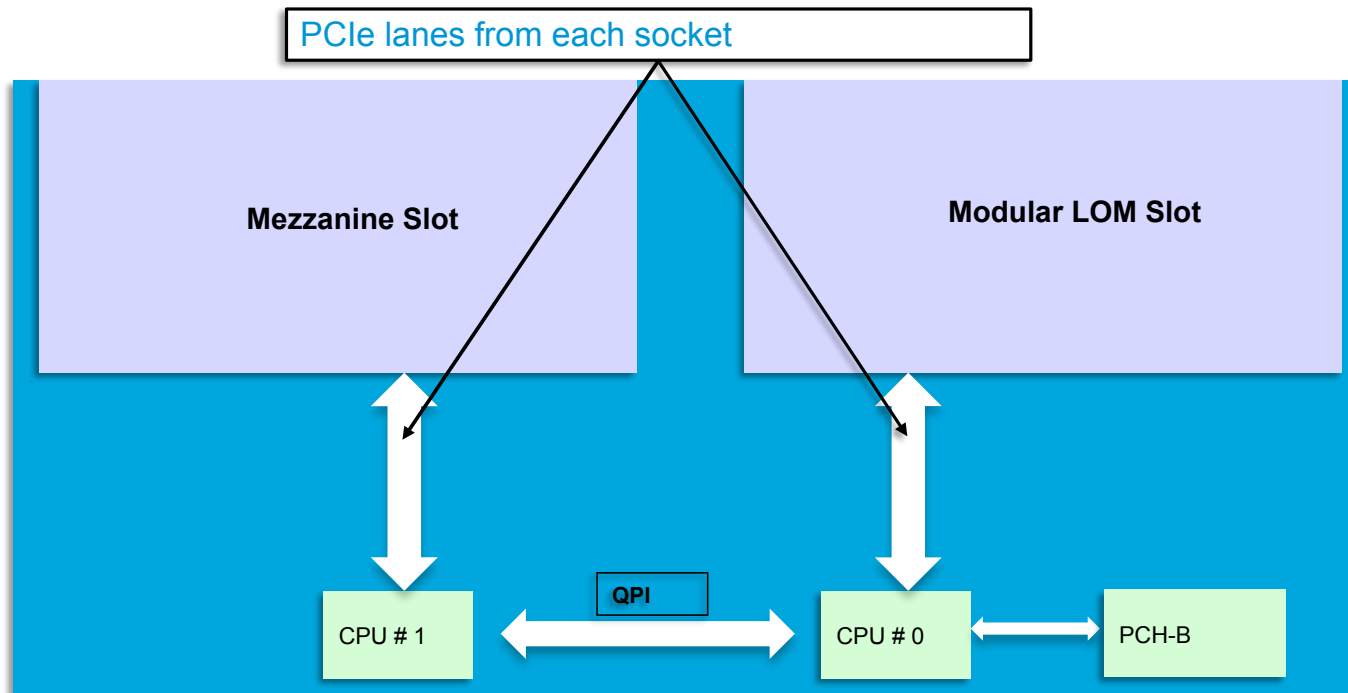 PCIe lanes from each socket
Mezzanine Slot
Modular LOM Slot
QPI
CPU # 1
CPU # 0
PCH-B